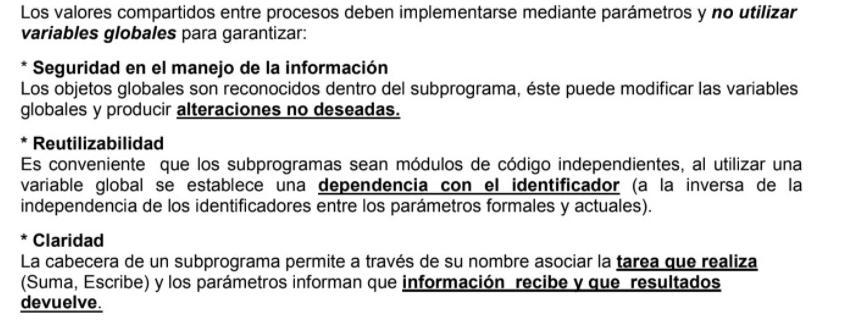 Los valores compartidos entre procesos deben implementarse mediante parámetros y no utilizar
variables globales para garantizar:
* Seguridad en el manejo de la información
Los objetos globales son reconocidos dentro del subprograma, éste puede modificar las variables
globales y producir alteraciones no deseadas.
* Reutilizabilidad
Es conveniente que los subprogramas sean módulos de código independientes, al utilizar una
variable global se establece una dependencia con el identificador (a la inversa de la
independencia de los identificadores entre los parámetros formales y actuales).
* Claridad
La cabecera de un subprograma permite a través de su nombre asociar la tarea que realiza
(Suma, Escribe) y los parámetros informan que información recibe y que resultados
devuelve.